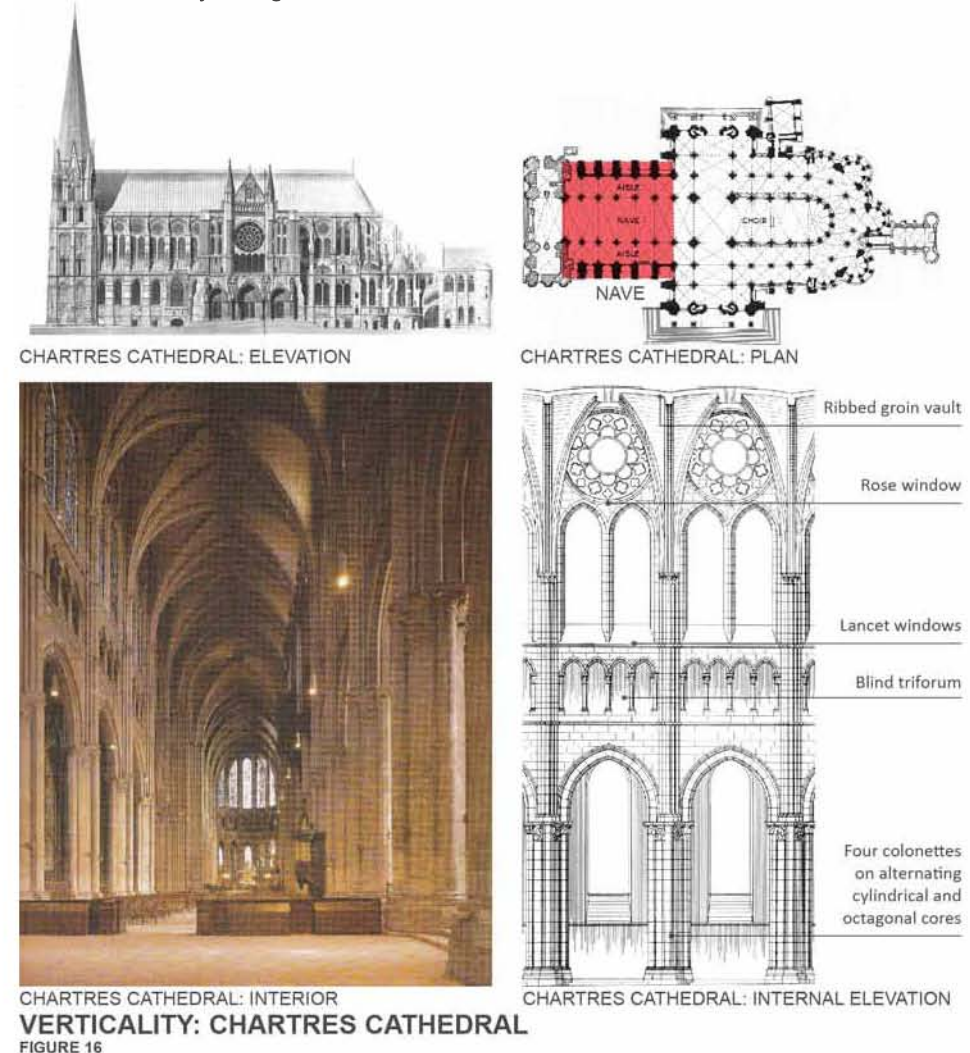 AISLE
NAVE
CHOIR
AISLE
NAVE
CHARTRES CATHEDRAL: ELEVATION
CHARTRES CATHEDRAL: PLAN
Ribbed groin vault
Rose window
Lancet windows
Blind triforum
Four colonettes
on alternating
cylindrical and
octagonal cores
CHARTRES CATHEDRAL: INTERIOR
CHARTRES CATHEDRAL: INTERNAL ELEVATION
VERTICALITY: CHARTRES CATHEDRAL
FIGURE 16